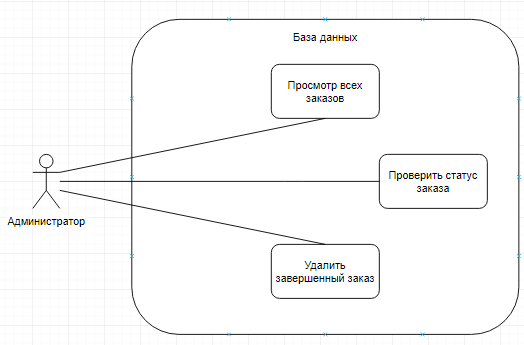 База данных
Просмотр всех
заказов
Проверить статус
заказа
Администратор
Удалить
завершенный заказ